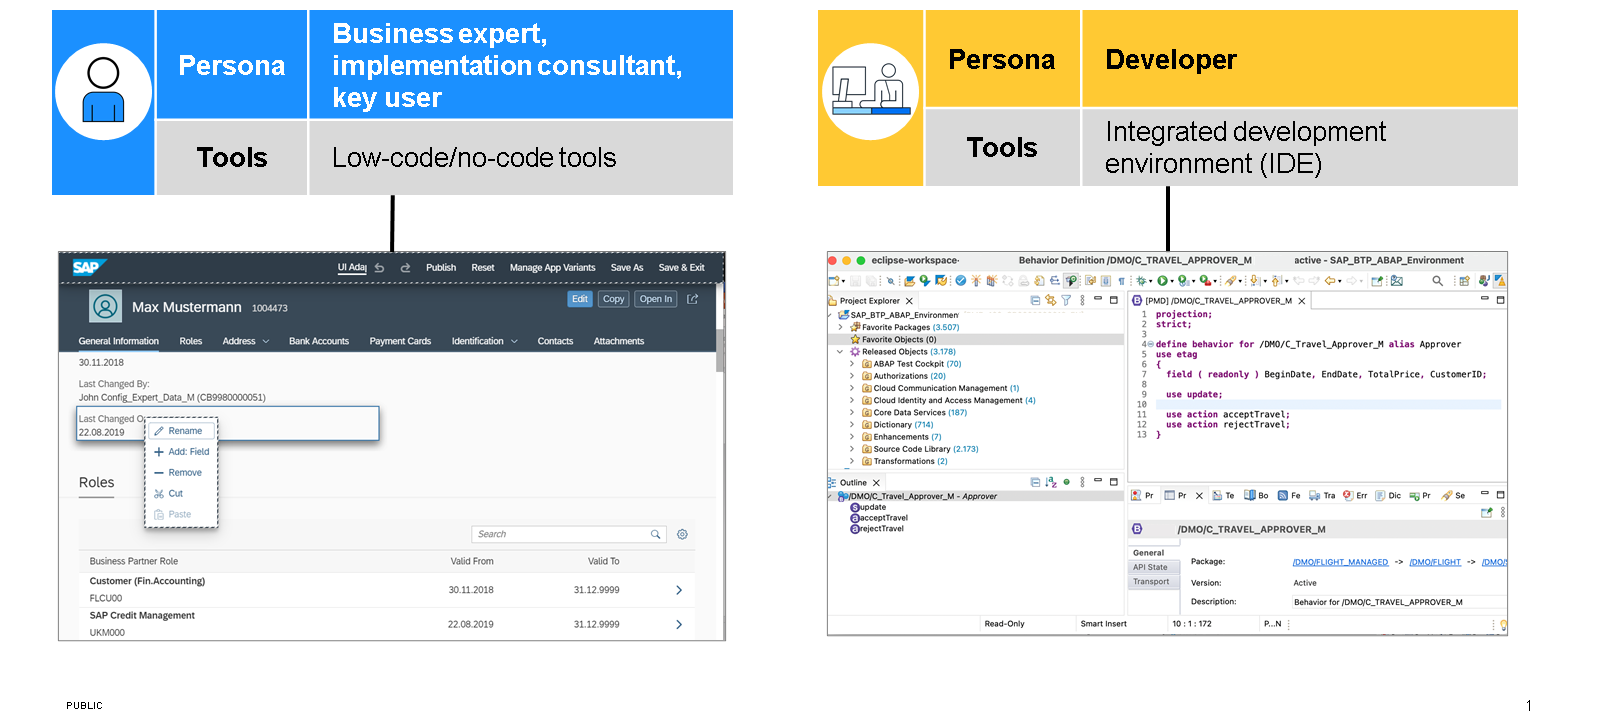 Persona
Business expert,
implementation consultant,
key user
Tools
Low-code/no-code tools
SAP
UI Adap
Publish
Reset
Manage App Variants
Save As
Save & Exit
Max Mustermann 1004473
Edit
Copy
Open In
General Information
Roles
Address
Bank Accounts
Payment Cards
Identification
Contacts
Attachments
30.11.2018
Last Changed By:
John Config_Expert_Data_M (CB9980000051)
Last Changed O
22.08.2019
Rename
Add: Field
Remove
Cut
Paste
Roles
Search
Business Partner Role
Valid From
Valid To
Customer (Fin.Accounting)
FLCU00
30.11.2018
31.12.9999
SAP Credit Management
UKM000
22.08.2019
31.12.9999
Persona
Developer
Tools
Integrated development
environment (IDE)
eclipse-workspace
Behavior Definition /DMO/C_TRAVEL_APPROVER_M
active - SAP_BTP_ABAP_Environment
Project Explorer
SAP_BTP_ABAP_Environment
Favorite Packages (3.507)
Favorite Objects (0)
Released Objects (3.178)
ABAP Test Cockpit (70)
Authorizations (20)
Cloud Communication Management (1)
Cloud Identity and Access Management (4)
Core Data Services (187)
Dictionary (714)
Enhancements (7)
Source Code Library (2.173)
Transformations (2)
Outline
/DMO/C_Travel_Approver_M - Approver
update
acceptTravel
rejectTravel
[PMD] /DMO/C_TRAVEL_APPROVER_M
1 projection;
2 strict;
3
4 define behavior for /DMO/C_Travel_Approver_M alias Approver
5 use etag
6 {
7 field ( readonly ) BeginDate, EndDate, TotalPrice, CustomerID;
8
9 use update;
10
11 use action acceptTravel;
12 use action rejectTravel;
13 }
Pr
Pr
Te
Bo
Fe
Tra
Err
Dic
Pr
Se
/DMO/C_TRAVEL_APPROVER_M
General
API State
Transport
Package:
/DMO/FLIGHT_MANAGED -> /DMO/FLIGHT -> /DMO/S
Version:
Active
Description:
Behavior for /DMO/C_TRAVEL_APPROVER_M
Read-Only
Smart Insert
10 : 1 : 172
P...N
PUBLIC
1